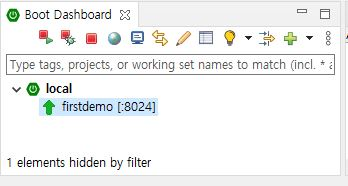 Boot Dashboard
Type tags, projects, or working set names to match (incl. * a
local
firstdemo [:8024]
1 elements hidden by filter